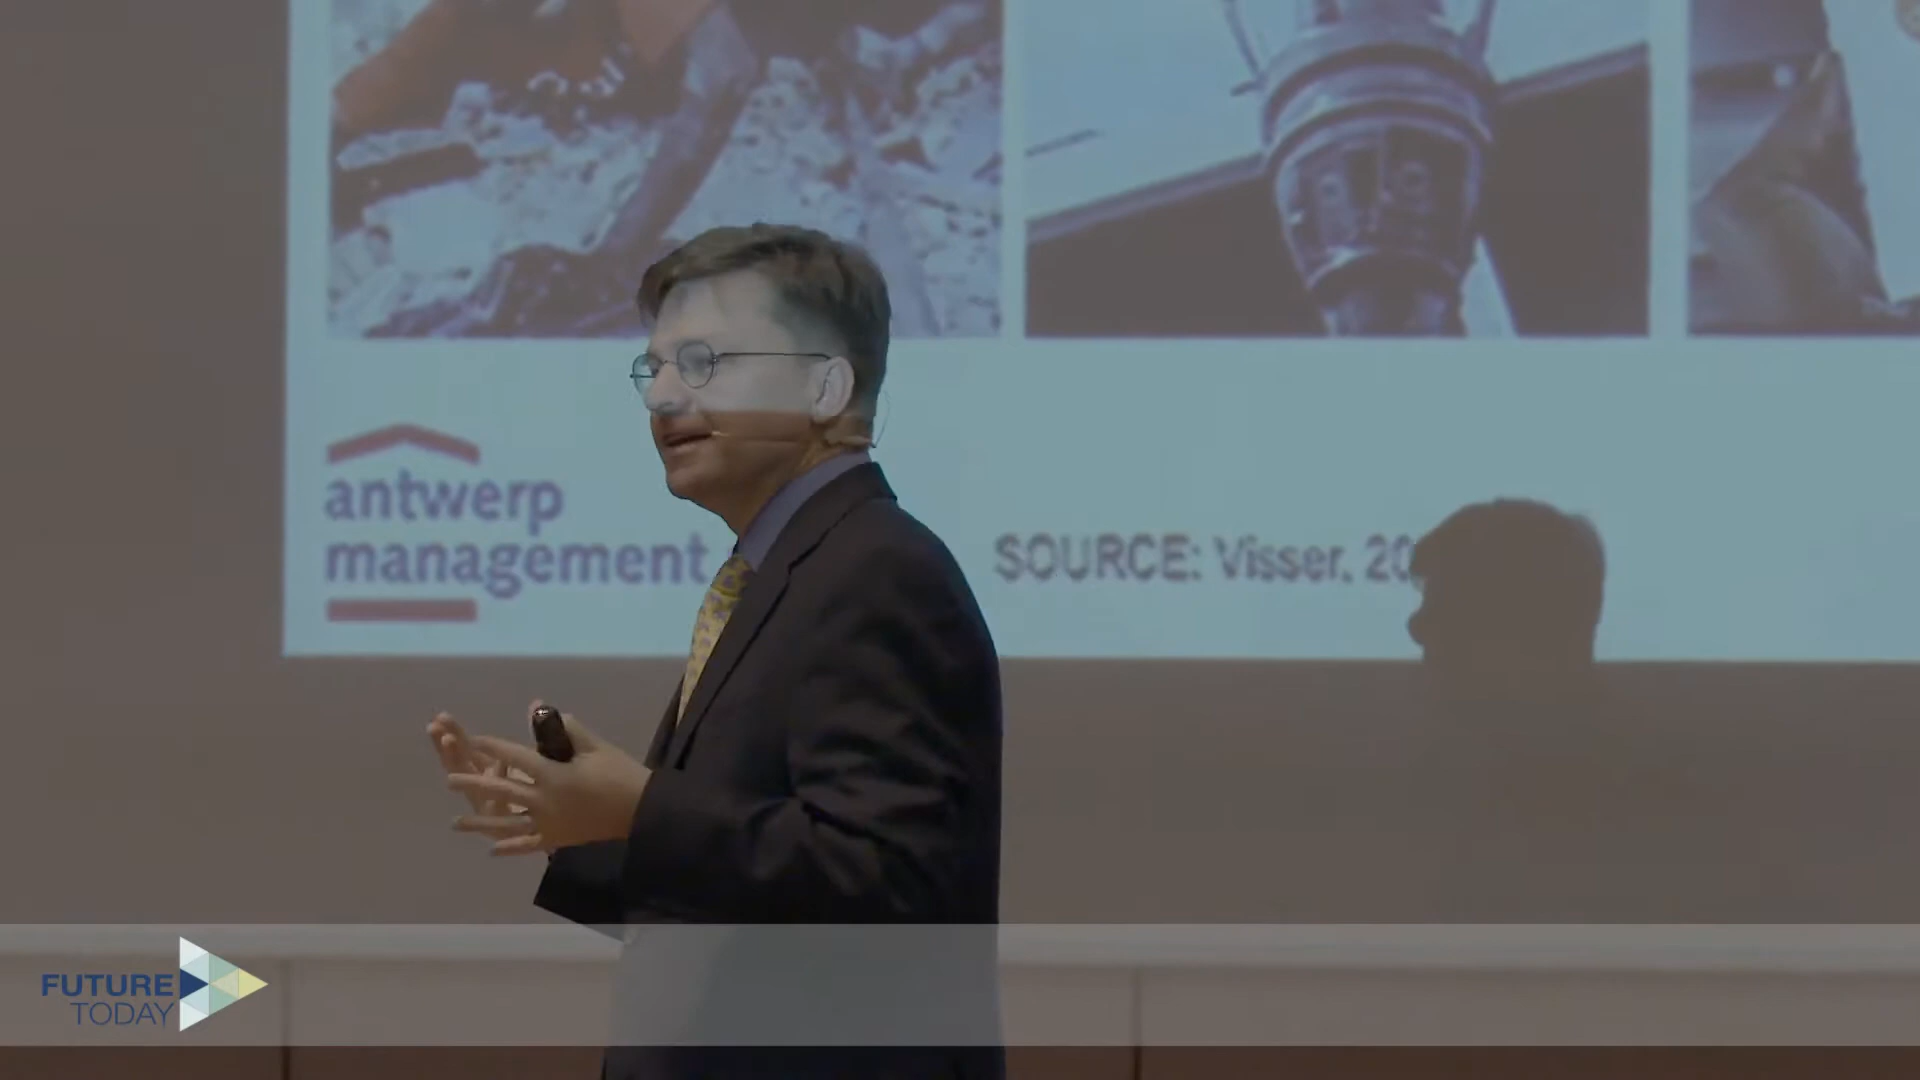 antwerp
management
SOURCE: Visser, 20
FUTURE
TODAY